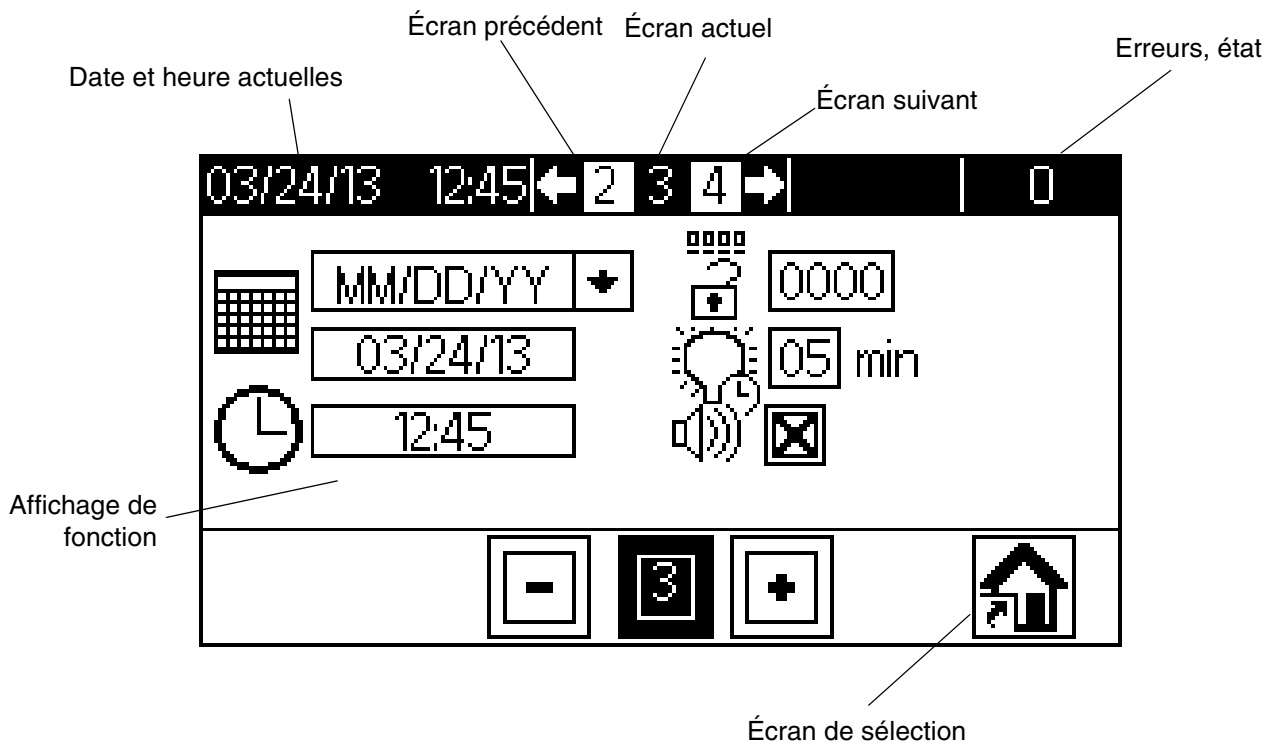 Écran précédent
Écran actuel
Erreurs, état
Date et heure actuelles
Écran suivant
03/24/13 12:45 2 3 4 0
MM/DD/YY 0000
03/24/13 05 min
12:45
Affichage de
fonction
- 3 +
Écran de sélection